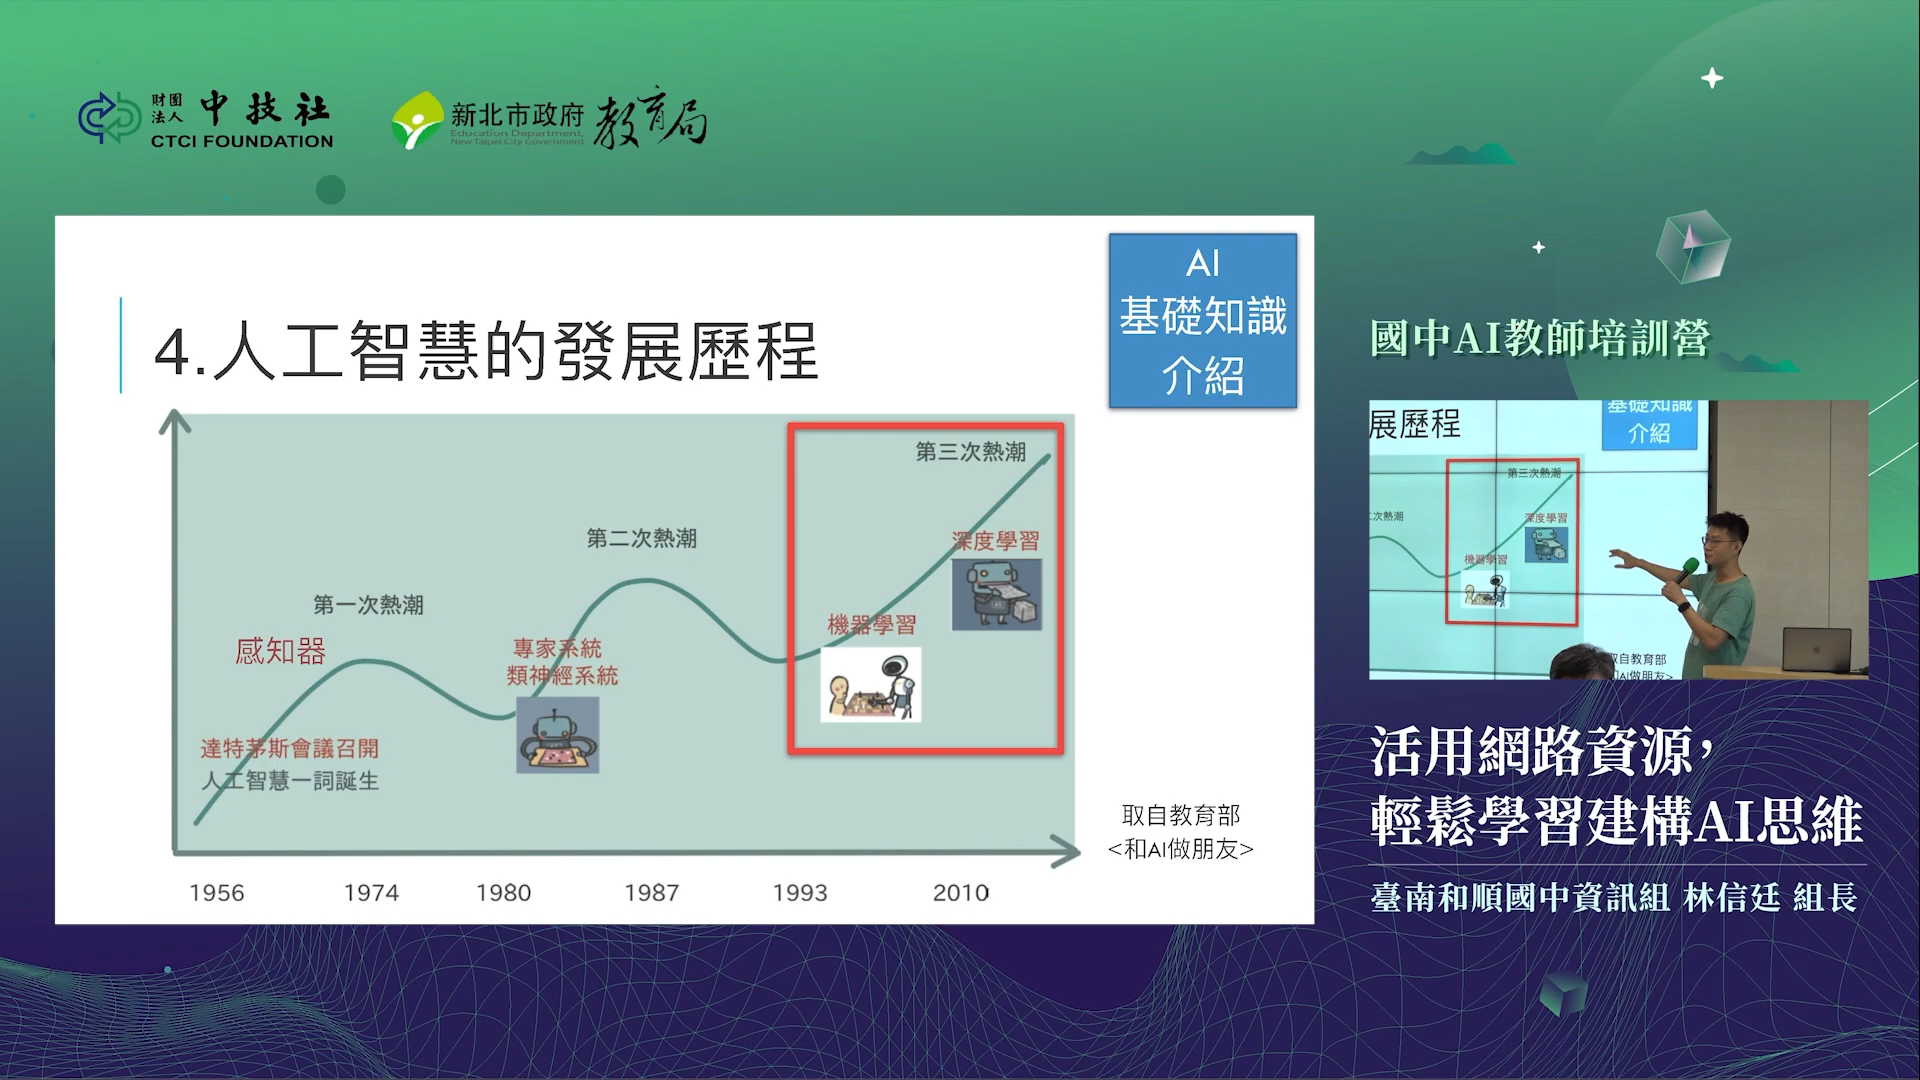 財團法人 中技社
CTCI FOUNDATION
新北市政府 教育局
Education Department,
New Taipei City Government
AI
基礎知識
介紹
4.人工智慧的發展歷程
第三次熱潮
深度學習
第二次熱潮
機器學習
第一次熱潮
感知器
專家系統
類神經系統
達特茅斯會議召開
人工智慧一詞誕生
取自教育部
<和AI做朋友>
1956 1974 1980 1987 1993 2010
國中AI教師培訓營
展歷程
基礎知識
介紹
第三次熱潮
次熱潮
深度學習
機器學習
取自教育部
和AI做朋友>
活用網路資源,
輕鬆學習建構AI思維
臺南和順國中資訊組 林信廷 組長